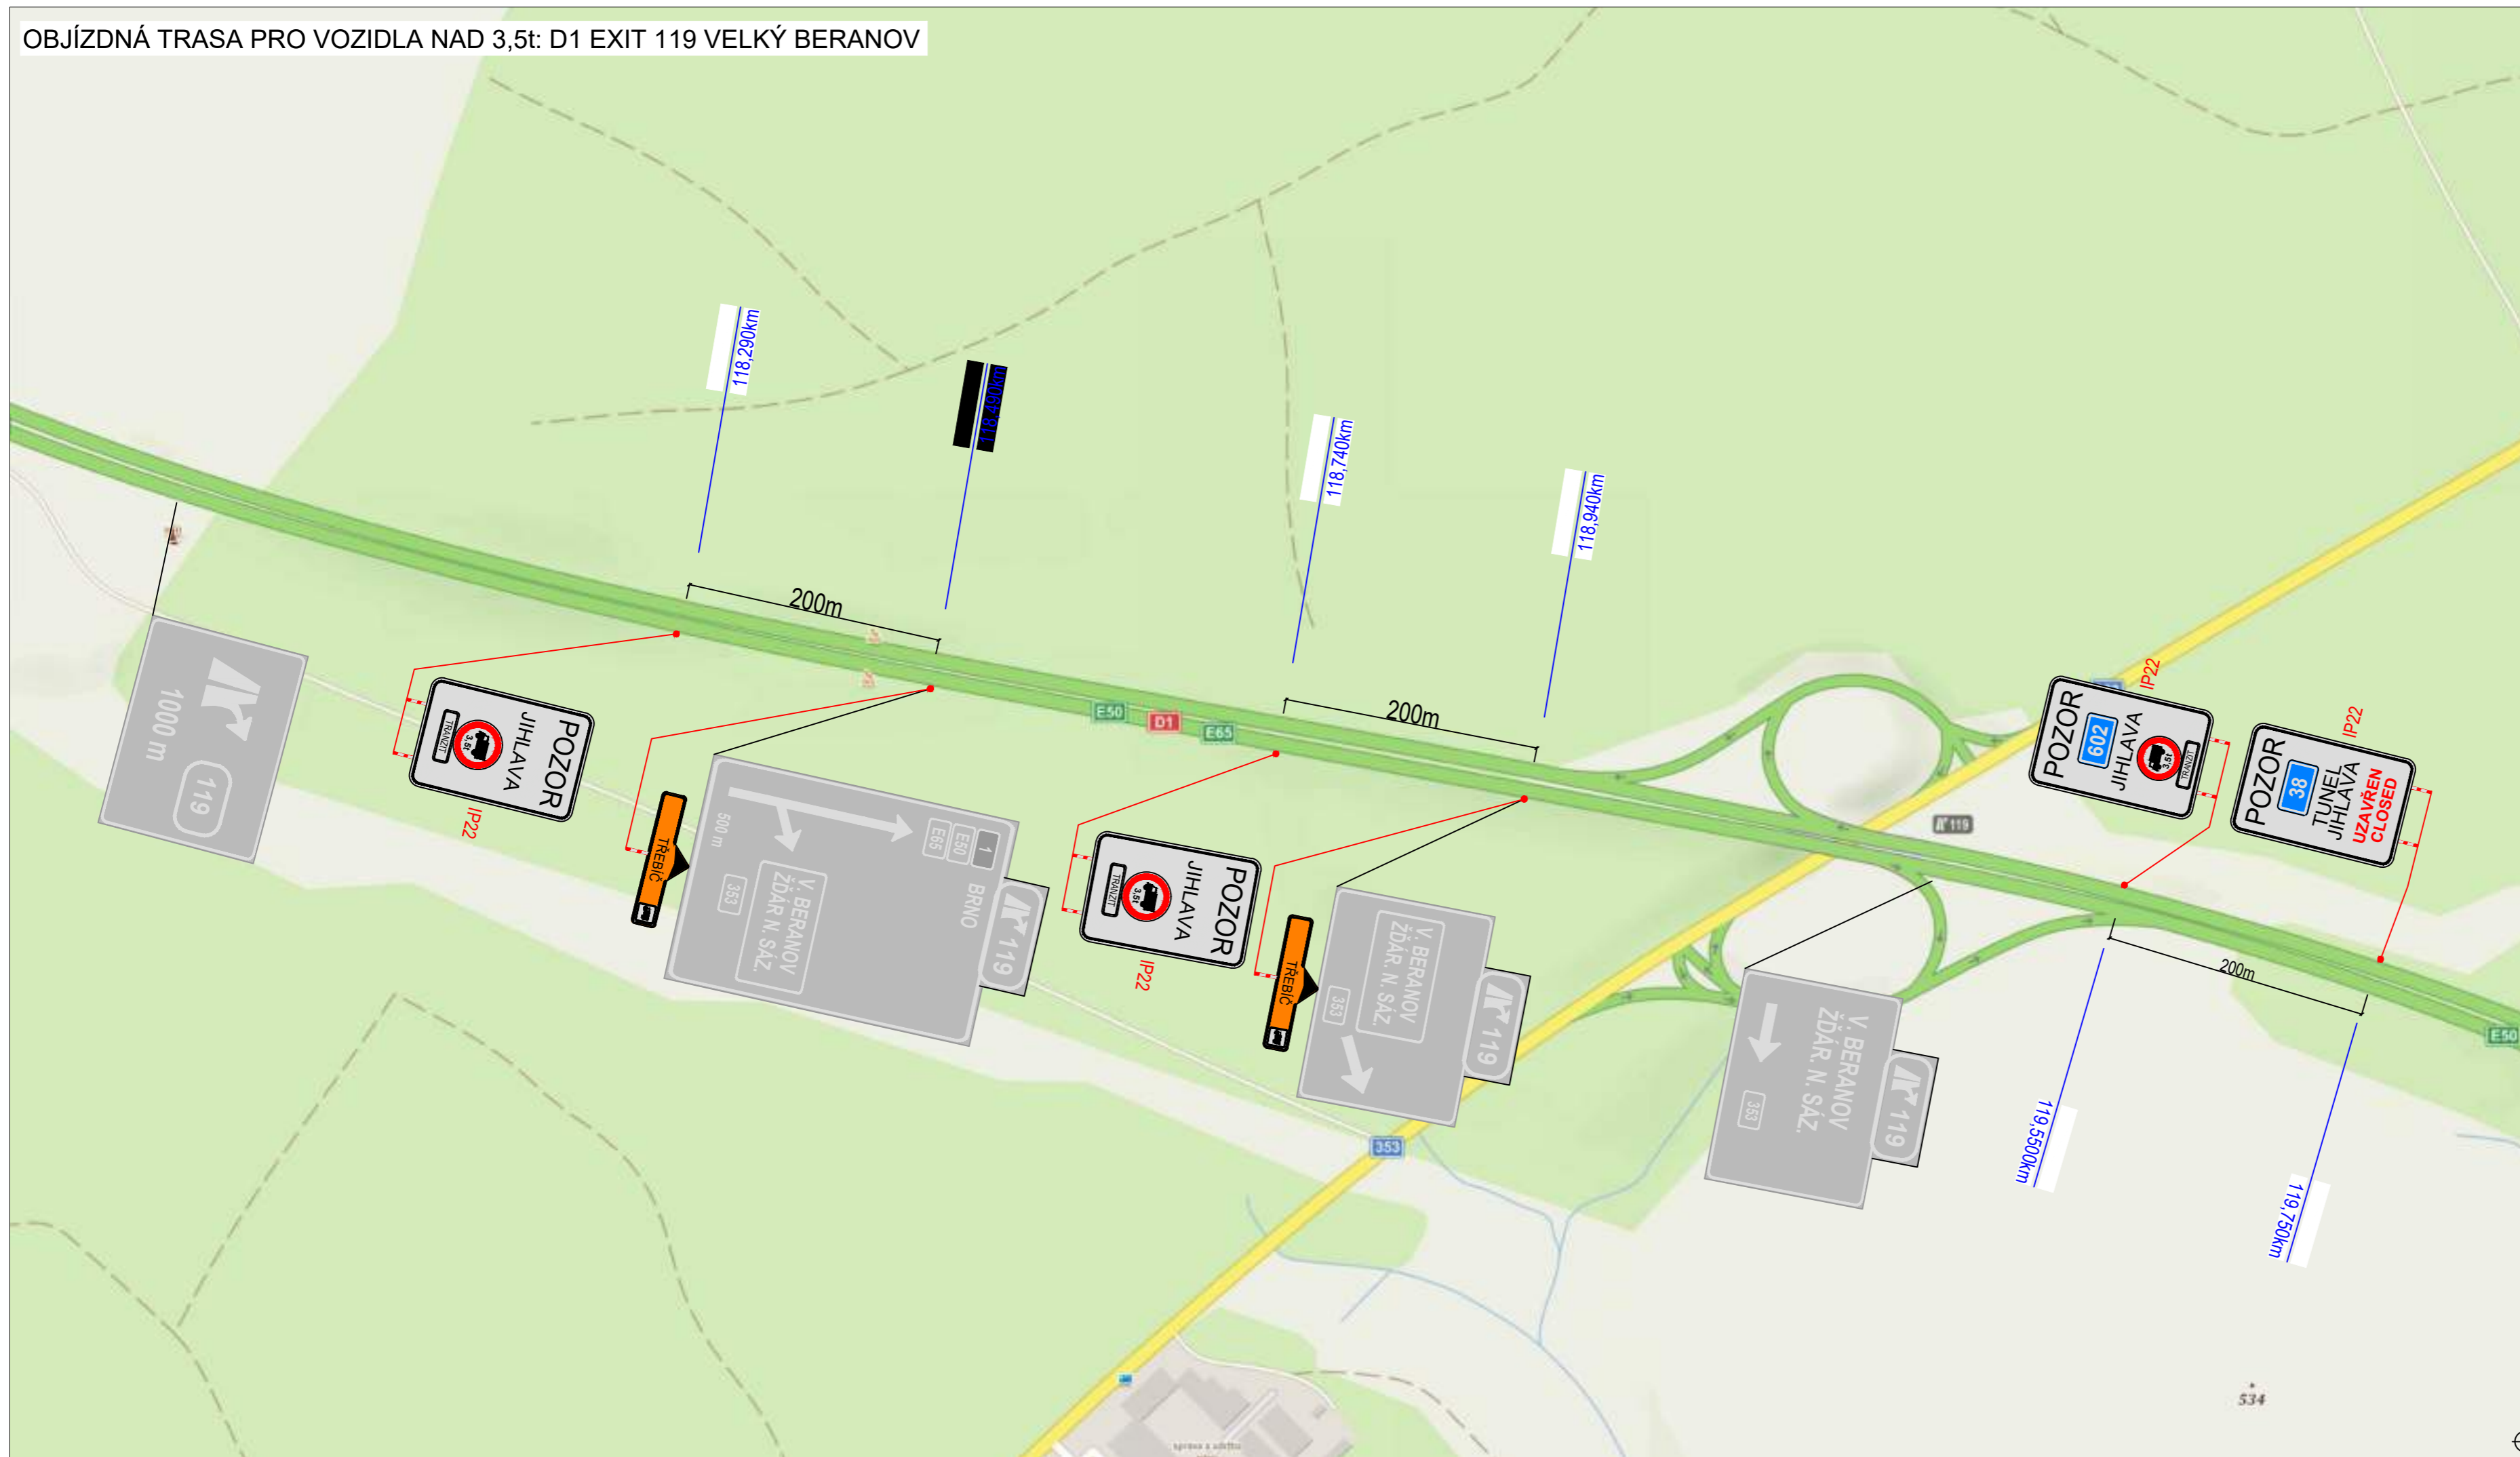 OBJÍZDNÁ TRASA PRO VOZIDLA NAD 3,5t: D1 EXIT 119 VELKÝ BERANOV
118,290km
118,490km
118,740km
118,940km
200m
200m
E50
D1
E65
1000 m
119
POZOR
JIHLAVA
3,5t
TRANZIT
IP22
TŘEBÍČ
500 m
1
E50
E65
BRNO
V. BERANOV
ŽĎÁR. N. SÁZ.
353
119
POZOR
JIHLAVA
3,5t
TRANZIT
IP22
TŘEBÍČ
V. BERANOV
ŽĎÁR. N. SÁZ.
353
119
353
V. BERANOV
ŽĎÁR. N. SÁZ.
353
119
119
IP22
POZOR
602
JIHLAVA
3,5t
TRANZIT
IP22
POZOR
38
TUNEL
JIHLAVA
UZAVŘEN
CLOSED
200m
E50
119,550km
119,750km
534